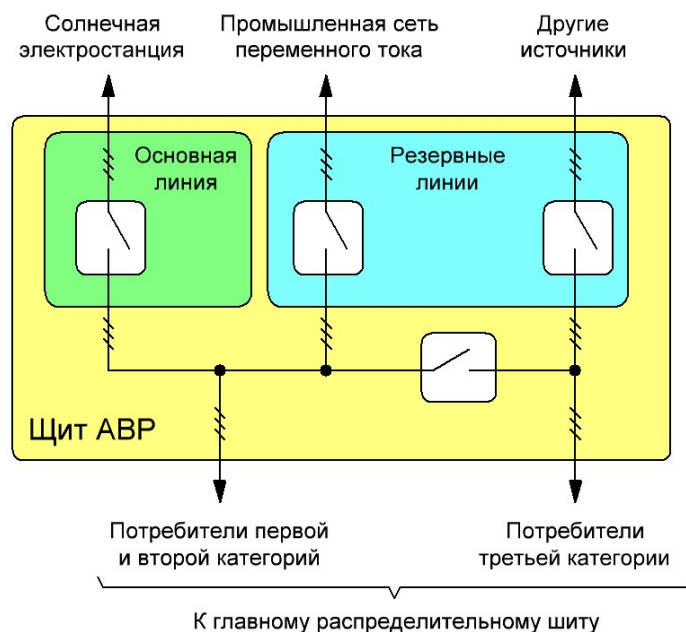 Солнечная
электростанция
Промышленная сеть
переменного тока
Другие
источники
Основная
линия
Резервные
линии
Щит АВР
Потребители первой
и второй категорий
Потребители
третьей категории
К главному распределительному шиту